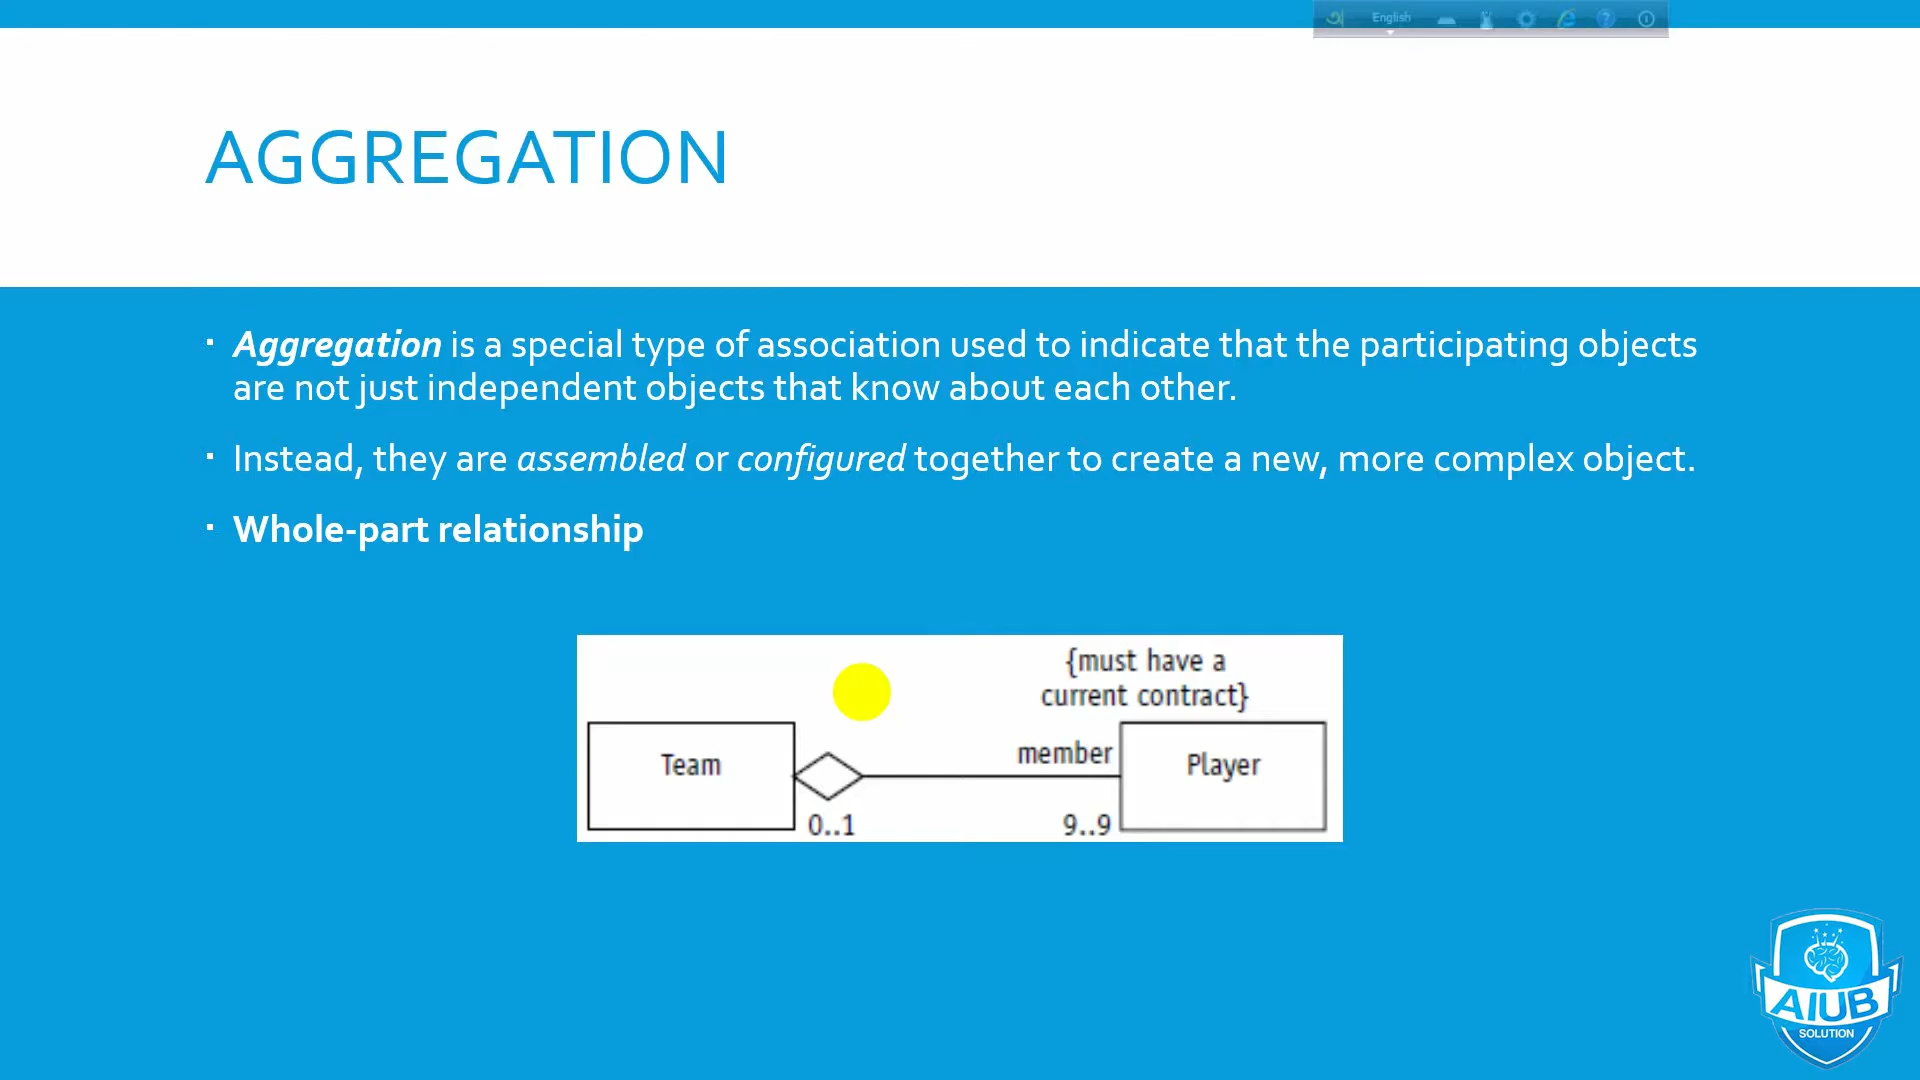 English
AGGREGATION
▪ Aggregation is a special type of association used to indicate that the participating objects
are not just independent objects that know about each other.
▪ Instead, they are assembled or configured together to create a new, more complex object.
▪ Whole-part relationship
{must have a
current contract}
Team
member
Player
0..1
9..9
AIUB
SOLUTION